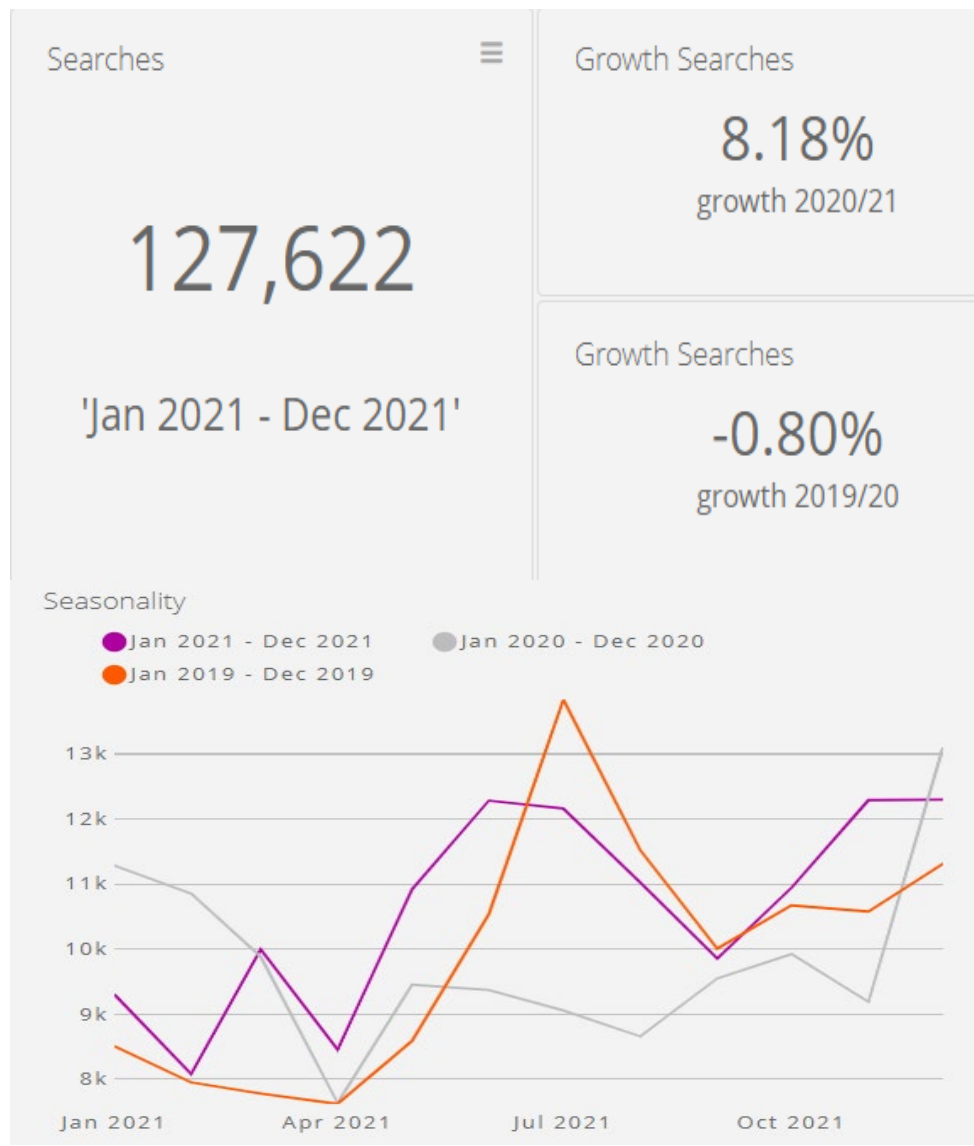 Searches
127,622
'Jan 2021 - Dec 2021'
Growth Searches
8.18%
growth 2020/21
Growth Searches
-0.80%
growth 2019/20
Seasonality
Jan 2021 - Dec 2021
Jan 2020 - Dec 2020
Jan 2019 - Dec 2019
13k
12k
11k
10k
9k
8k
Jan 2021
Apr 2021
Jul 2021
Oct 2021